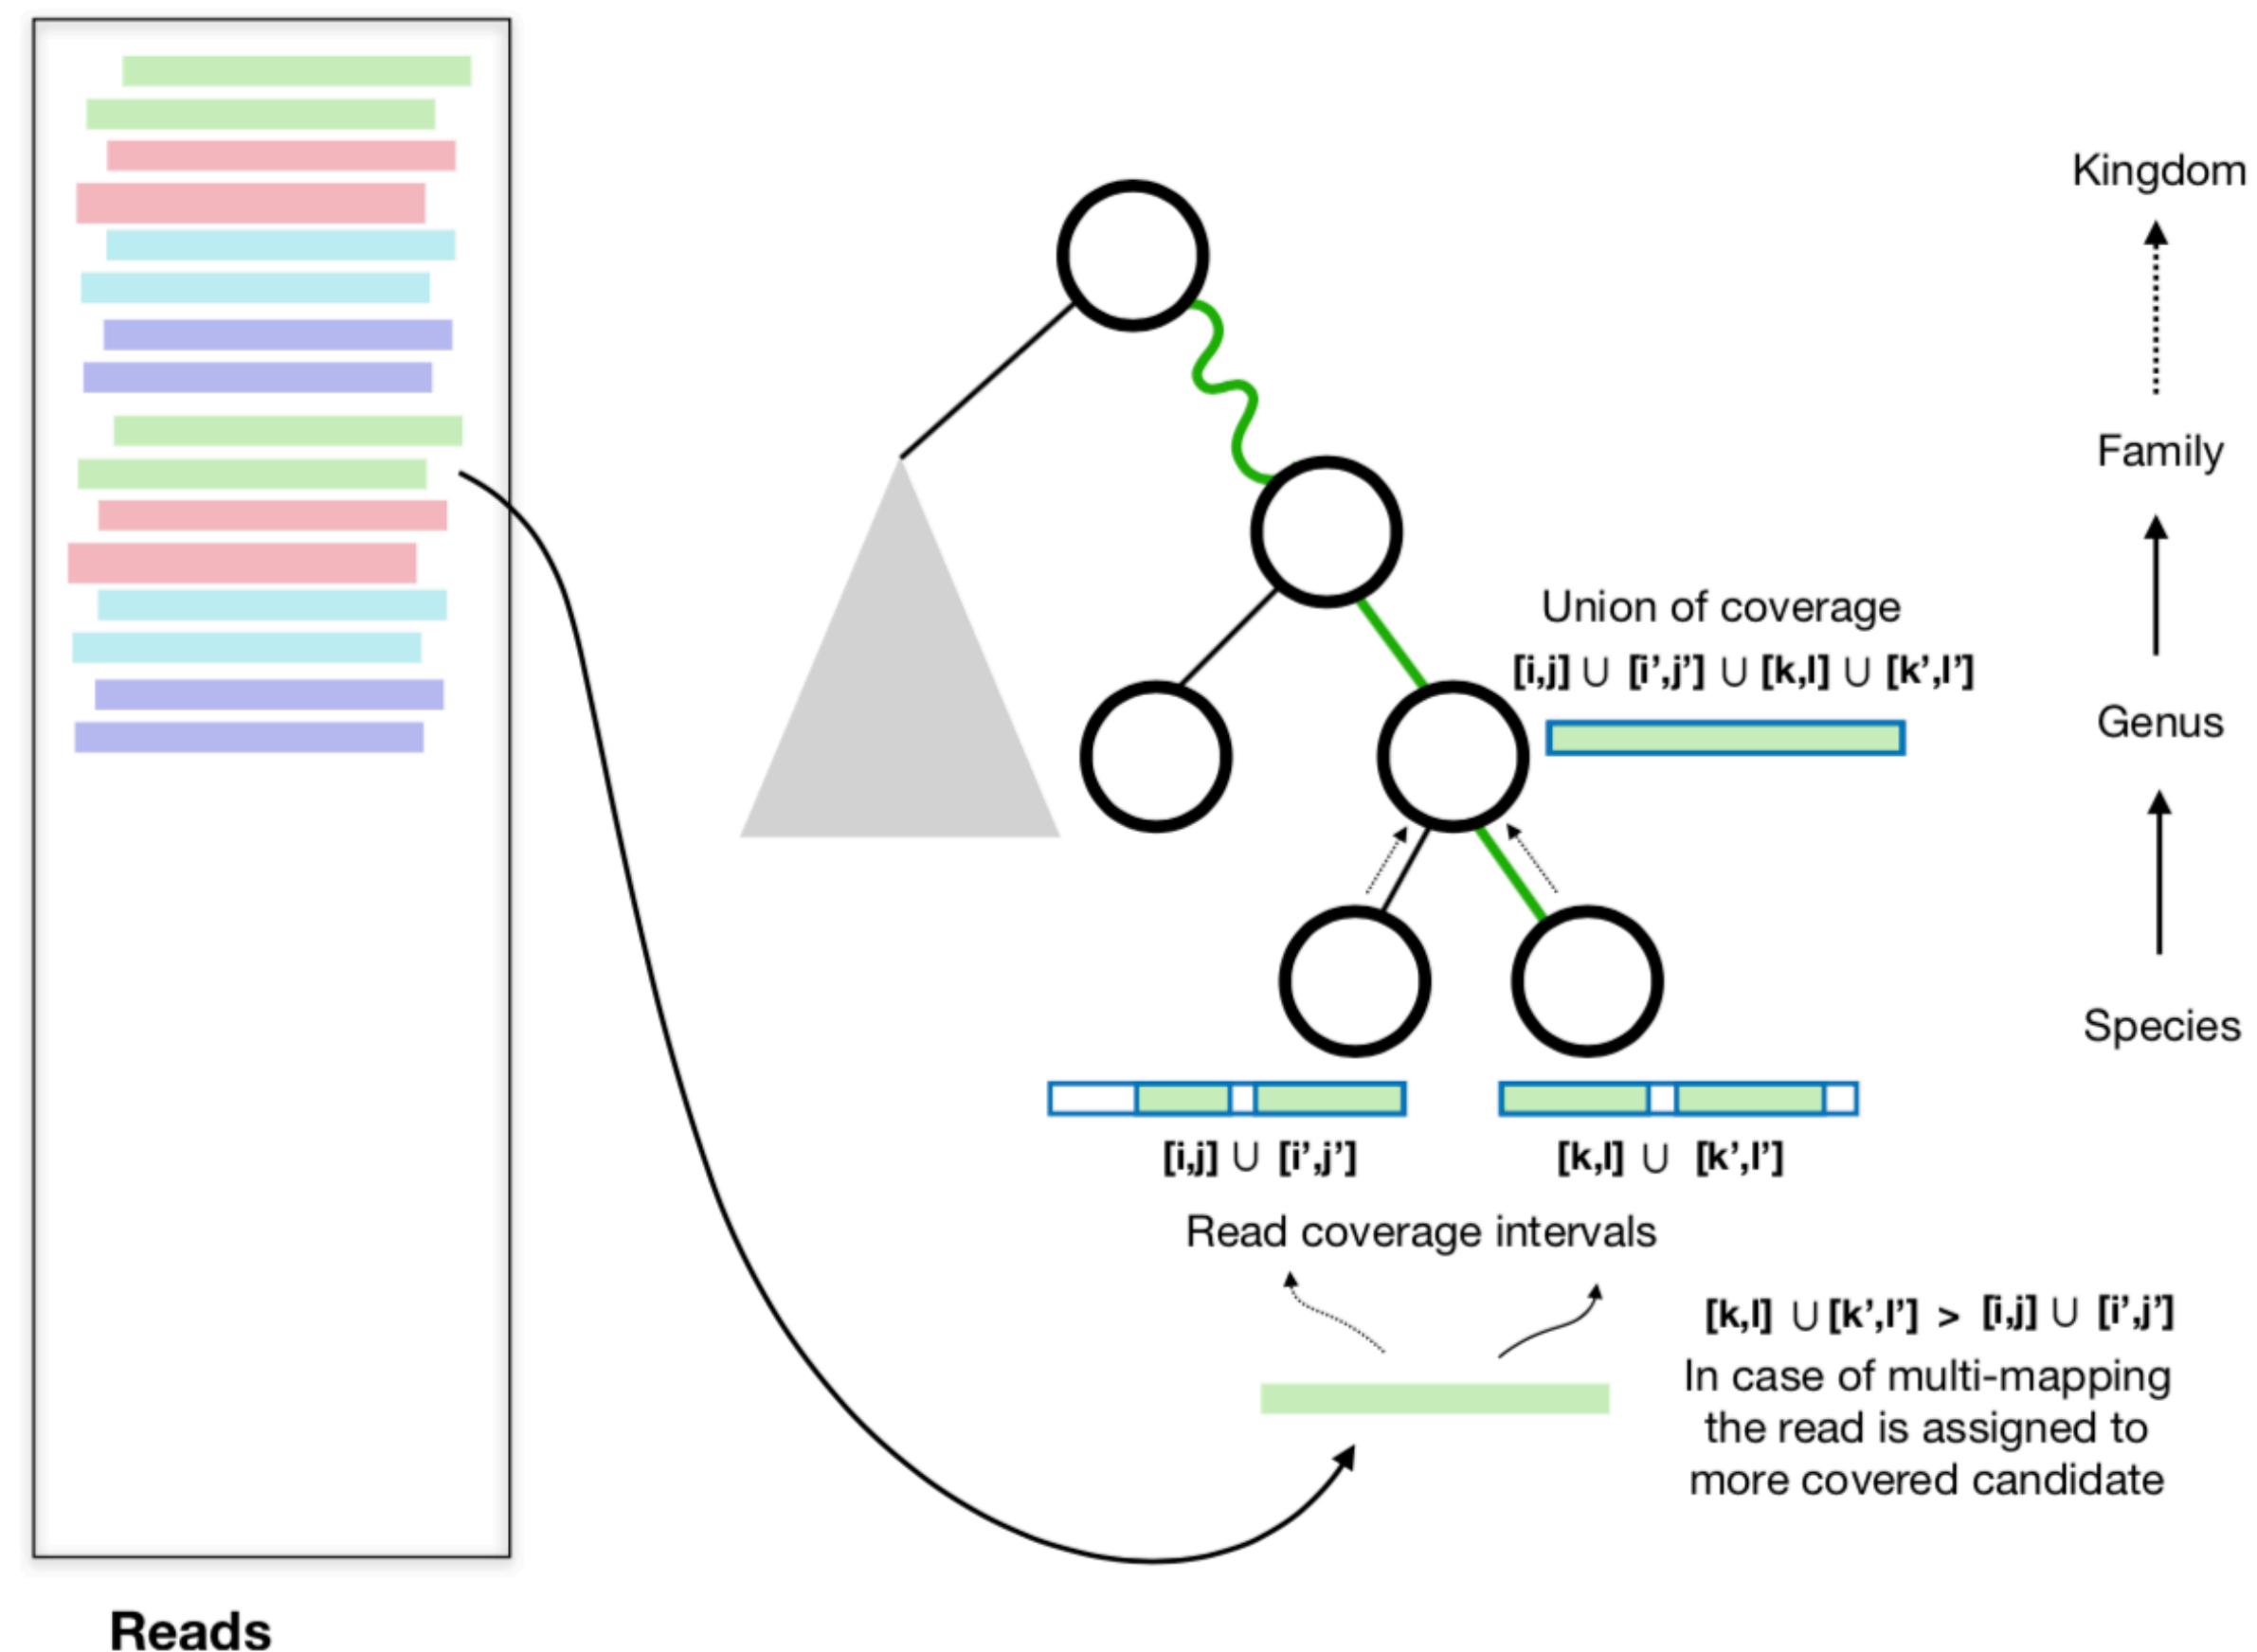 Kingdom
Family
Union of coverage
[i,j] ∪ [i’,j’] ∪ [k,l] ∪ [k’,l’]
Genus
Species
[i,j] ∪ [i’,j’]
[k,l] ∪ [k’,l’]
Read coverage intervals
[k,l] ∪ [k’,l’] > [i,j] ∪ [i’,j’]
In case of multi-mapping
the read is assigned to
more covered candidate
Reads